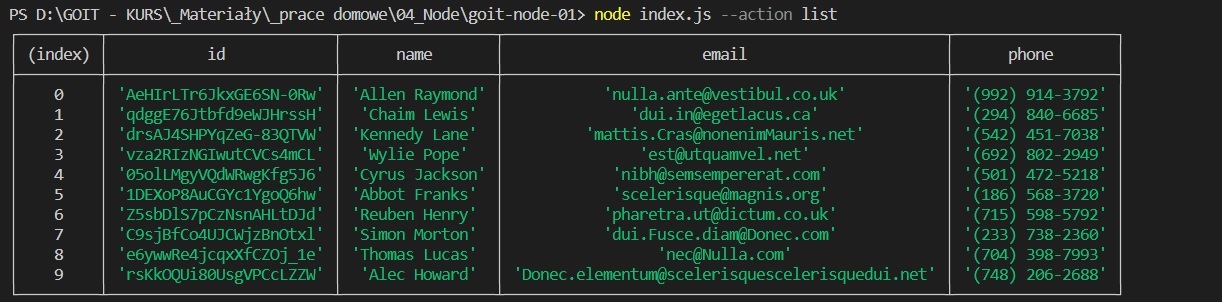 PS D:\GOIT - KURS\_Materiały\_prace domowe\04_Node\goit-node-01> node index.js --action list
(index) id name email phone
0 'AeHIrLTr6JkxGE6SN-0Rw' 'Allen Raymond' 'nulla.ante@vestibul.co.uk' '(992) 914-3792'
1 'qdggE76Jtbfd9eWJHrssH' 'Chaim Lewis' 'dui.in@egetlacus.ca' '(294) 840-6685'
2 'drsAJ4SHPYqZeG-83QTVW' 'Kennedy Lane' 'mattis.Cras@nonenimMauris.net' '(542) 451-7038'
3 'vza2RIzNGIwutCVCs4mCL' 'Wylie Pope' 'est@utquamvel.net' '(692) 802-2949'
4 '05olLMgyVQdWRwgKfg5J6' 'Cyrus Jackson' 'nibh@semsempererat.com' '(501) 472-5218'
5 '1DEXoP8AuCGYc1YgoQ6hw' 'Abbot Franks' 'scelerisque@magnis.org' '(186) 568-3720'
6 'Z5sbDlS7pCzNsnAHLtDJd' 'Reuben Henry' 'pharetra.ut@dictum.co.uk' '(715) 598-5792'
7 'C9sjBfCo4UJCWjzBnOtxl' 'Simon Morton' 'dui.Fusce.diam@Donec.com' '(233) 738-2360'
8 'e6ywwRe4jcqxXfCZOj_1e' 'Thomas Lucas' 'nec@Nulla.com' '(704) 398-7993'
9 'rsKkOQUi80UsgVPCcLZZW' 'Alec Howard' 'Donec.elementum@scelerisquescelerisquedui.net' '(748) 206-2688'